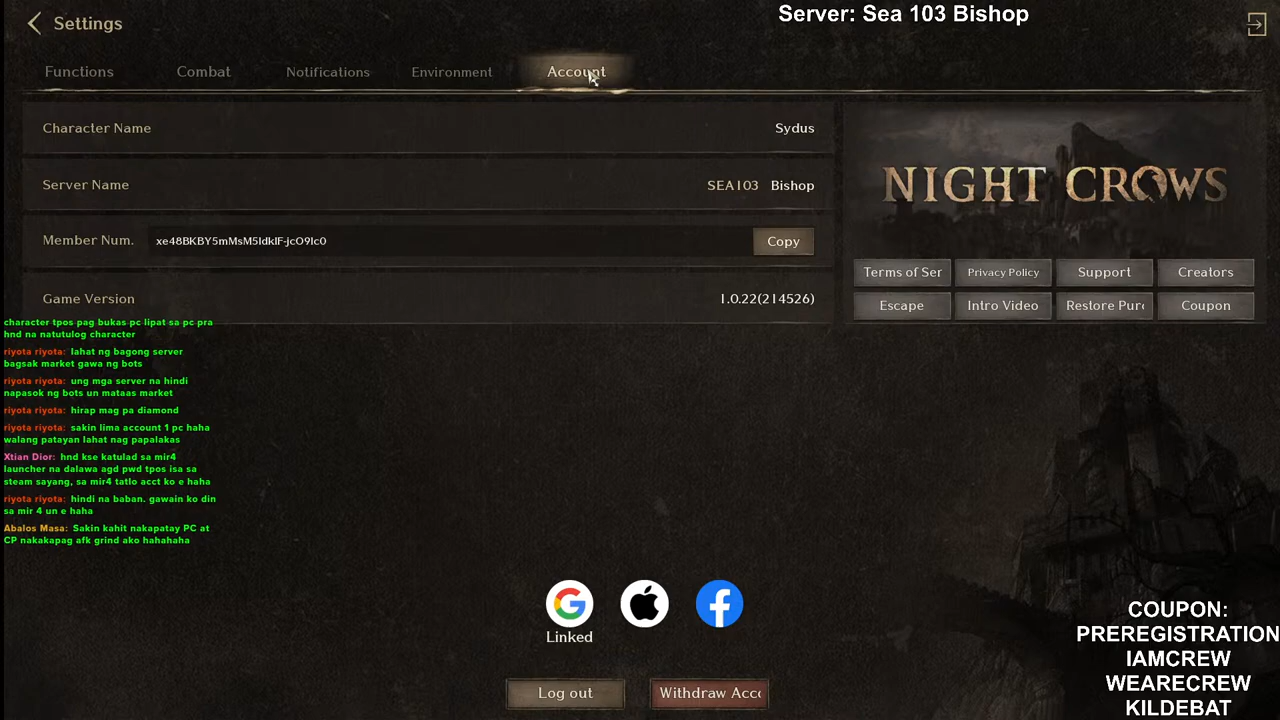 Settings
Server: Sea 103 Bishop
Functions
Combat
Notifications
Environment
Account
Character Name
Sydus
Server Name
SEA103 Bishop
Member Num.
xe48BKBY5mMsM5IdkIF-jcO9Ic0
Copy
Game Version
1.0.22(214526)
NIGHT CROWS
Terms of Ser
Privacy Policy
Support
Creators
Escape
Intro Video
Restore Purc
Coupon
character tpos pag bukas pc lipat sa pc pra
hnd na natutulog character
riyota riyota: lahat ng bagong server
bagsak market gawa ng bots
riyota riyota: ung mga server na hindi
napasok ng bots un mataas market
riyota riyota: hirap mag pa diamond
riyota riyota: sakin lima account 1 pc haha
walang patayan lahat nag papalakas
Xtian Dior: hnd kse katulad sa mir4
launcher na dalawa agd pwd tpos isa sa
steam sayang, sa mir4 tatlo acct ko e haha
riyota riyota: hindi na baban. gawain ko din
sa mir 4 un e haha
Abalos Masa: Sakin kahit nakapatay PC at
CP nakakapag afk grind ako hahahaha
Linked
Log out
Withdraw Acc
COUPON:
PREREGISTRATION
IAMCREW
WEARECREW
KILDEBAT